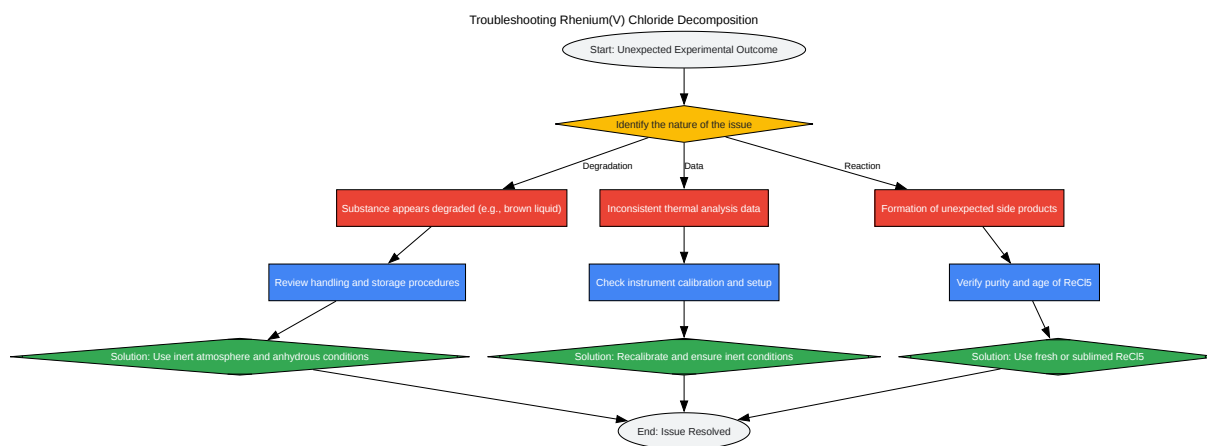 Troubleshooting Rhenium(V) Chloride Decomposition
Start: Unexpected Experimental Outcome
Identify the nature of the issue
Degradation
Data
Reaction
Substance appears degraded (e.g., brown liquid)
Inconsistent thermal analysis data
Formation of unexpected side products
Review handling and storage procedures
Check instrument calibration and setup
Verify purity and age of ReCl5
Solution: Use inert atmosphere and anhydrous conditions
Solution: Recalibrate and ensure inert conditions
Solution: Use fresh or sublimed ReCl5
End: Issue Resolved